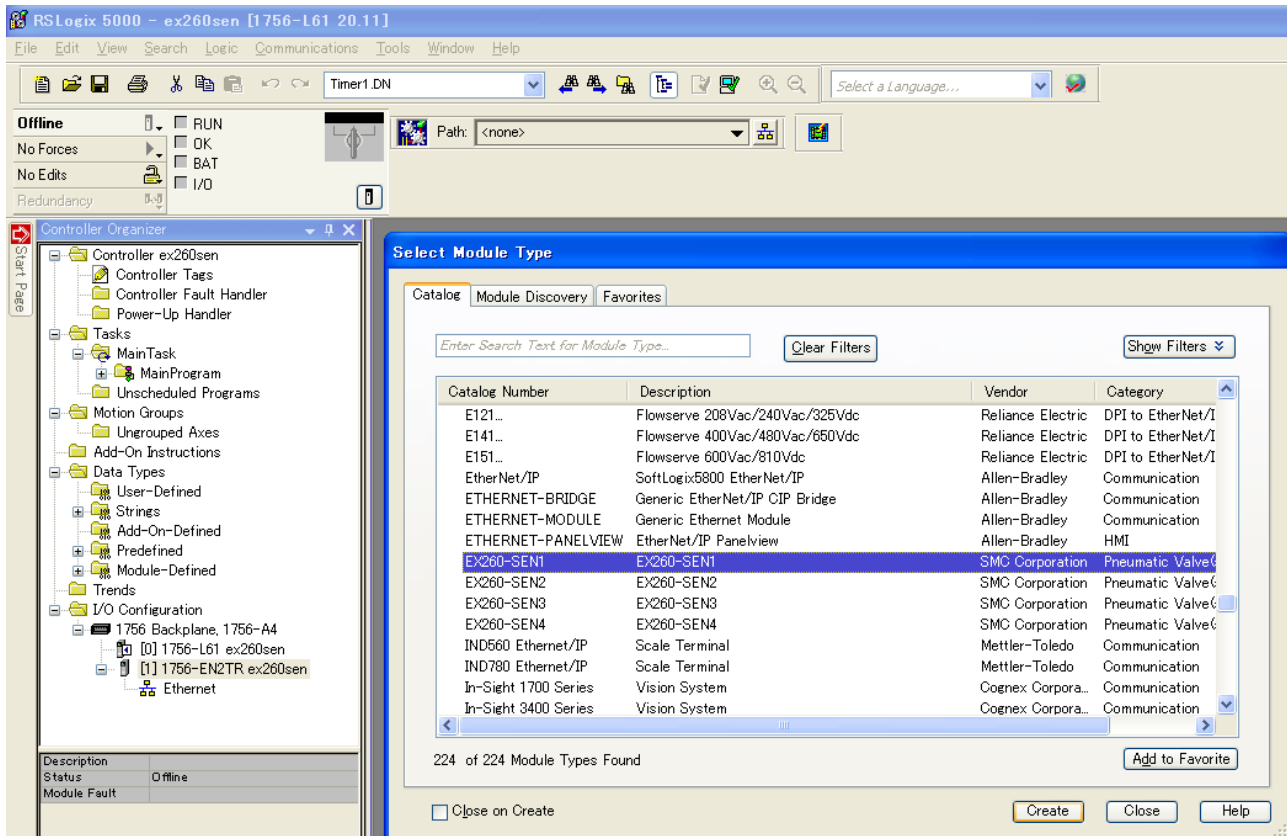 RSLogix 5000 - ex260sen [1756-L61 20.11]
File Edit View Search Logic Communications Tools Window Help
Timer1.DN
Select a Language...
Offline
RUN
No Forces
OK
BAT
No Edits
I/O
Redundancy
Path: <none>
Start Page
Controller Organizer
Controller ex260sen
Controller Tags
Controller Fault Handler
Power-Up Handler
Tasks
MainTask
MainProgram
Unscheduled Programs
Motion Groups
Ungrouped Axes
Add-On Instructions
Data Types
User-Defined
Strings
Add-On-Defined
Predefined
Module-Defined
Trends
I/O Configuration
1756 Backplane, 1756-A4
[0] 1756-L61 ex260sen
[1] 1756-EN2TR ex260sen
Ethernet
Description
Status Offline
Module Fault
Select Module Type
Catalog Module Discovery Favorites
Enter Search Text for Module Type...
Clear Filters
Show Filters
Catalog Number Description Vendor Category
E121... Flowserve 208Vac/240Vac/325Vdc Reliance Electric DPI to EtherNet/I
E141... Flowserve 400Vac/480Vac/650Vdc Reliance Electric DPI to EtherNet/I
E151... Flowserve 600Vac/810Vdc Reliance Electric DPI to EtherNet/I
EtherNet/IP SoftLogix5800 EtherNet/IP Allen-Bradley Communication
ETHERNET-BRIDGE Generic EtherNet/IP CIP Bridge Allen-Bradley Communication
ETHERNET-MODULE Generic Ethernet Module Allen-Bradley Communication
ETHERNET-PANELVIEW EtherNet/IP Panelview Allen-Bradley HMI
EX260-SEN1 EX260-SEN1 SMC Corporation Pneumatic Valve(
EX260-SEN2 EX260-SEN2 SMC Corporation Pneumatic Valve(
EX260-SEN3 EX260-SEN3 SMC Corporation Pneumatic Valve(
EX260-SEN4 EX260-SEN4 SMC Corporation Pneumatic Valve(
IND560 Ethernet/IP Scale Terminal Mettler-Toledo Communication
IND780 Ethernet/IP Scale Terminal Mettler-Toledo Communication
In-Sight 1700 Series Vision System Cognex Corpora... Communication
In-Sight 3400 Series Vision System Cognex Corpora... Communication
224 of 224 Module Types Found
Add to Favorite
Close on Create
Create Close Help